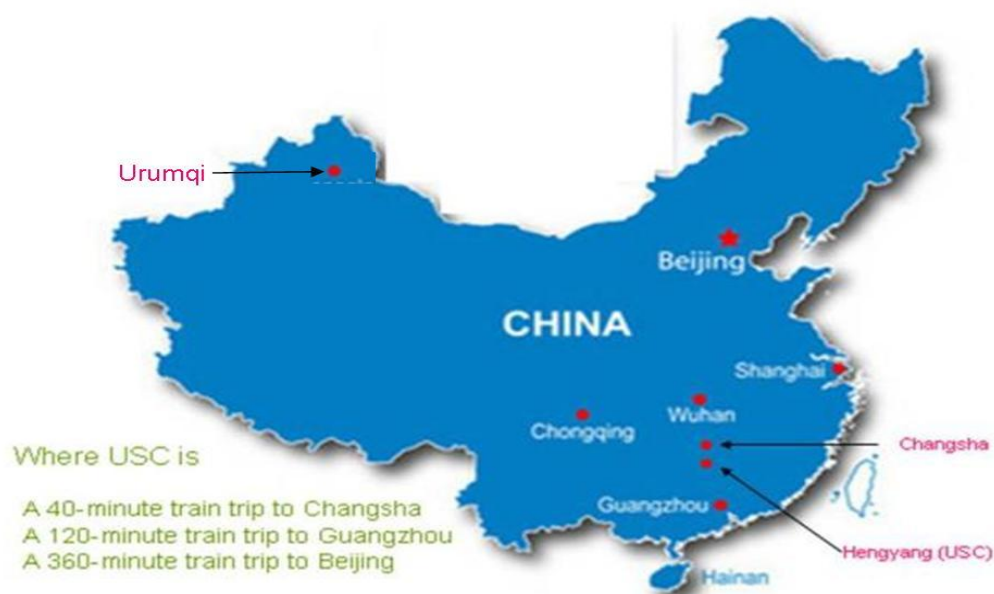 Urumqi
Beijing
CHINA
Shanghai
Wuhan
Chongqing
Changsha
Where USC is
A 40-minute train trip to Changsha
A 120-minute train trip to Guangzhou
A 360-minute train trip to Beijing
Guangzhou
Hengyang (USC)
Hainan